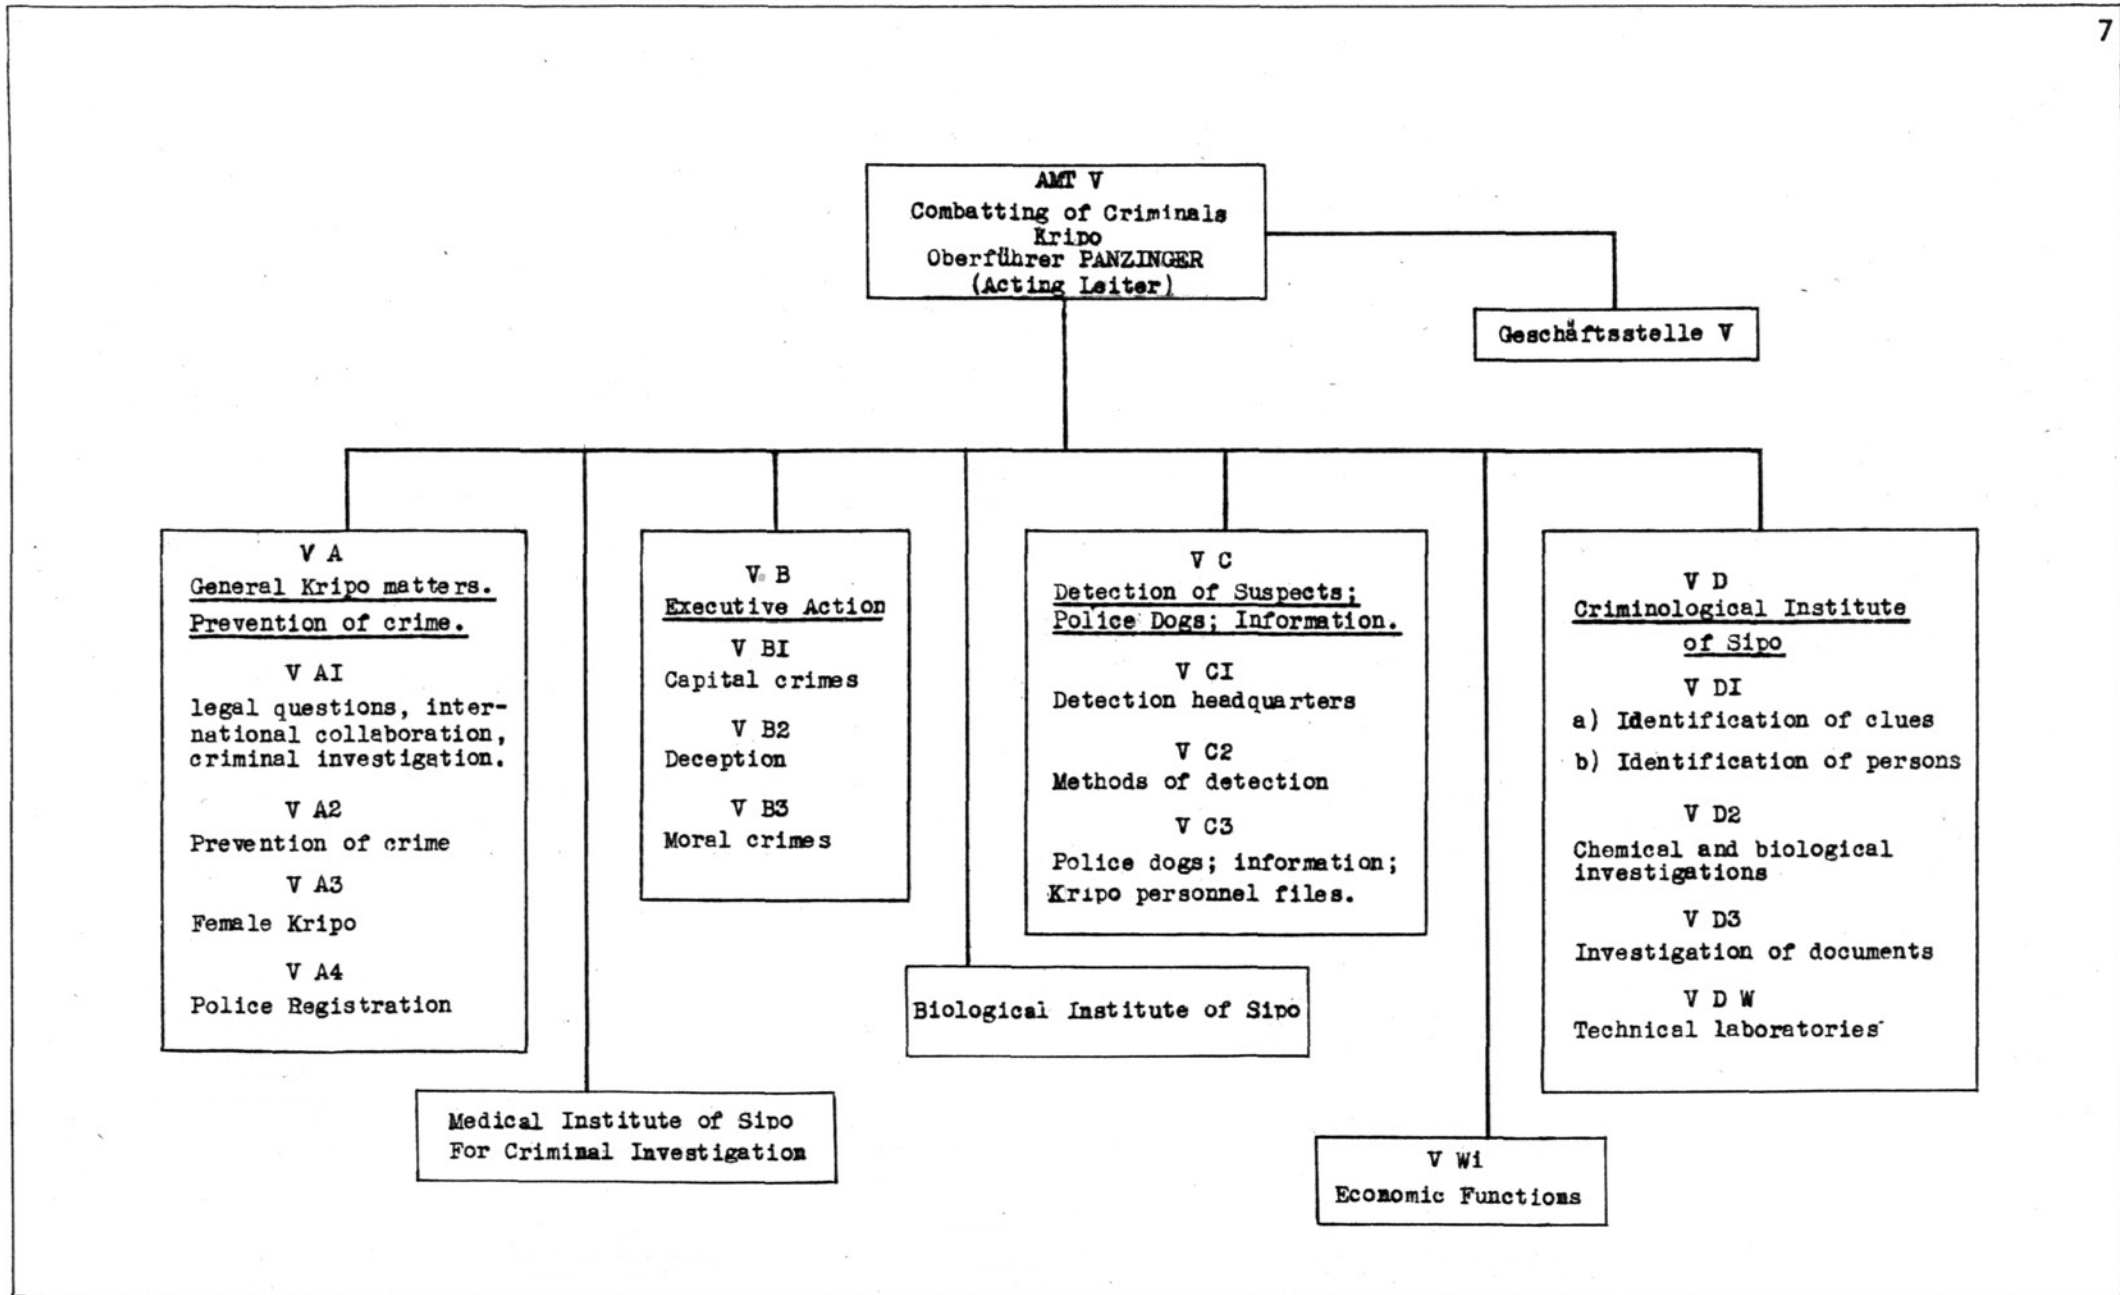 7
AMT V
Combatting of Criminals
Kripo
Oberführer PANZINGER
(Acting Leiter)
Geschäftsstelle V
V A
General Kripo matters.
Prevention of crime.
V AI
legal questions, inter-
national collaboration,
criminal investigation.
V A2
Prevention of crime
V A3
Female Kripo
V A4
Police Registration
Medical Institute of Sipo
For Criminal Investigation
V B
Executive Action
V BI
Capital crimes
V B2
Deception
V B3
Moral crimes
Biological Institute of Sipo
V C
Detection of Suspects;
Police Dogs; Information.
V CI
Detection headquarters
V C2
Methods of detection
V C3
Police dogs; information;
Kripo personnel files.
V Wi
Economic Functions
V D
Criminological Institute
of Sipo
V DI
a) Identification of clues
b) Identification of persons
V D2
Chemical and biological
investigations
V D3
Investigation of documents
V D W
Technical laboratories